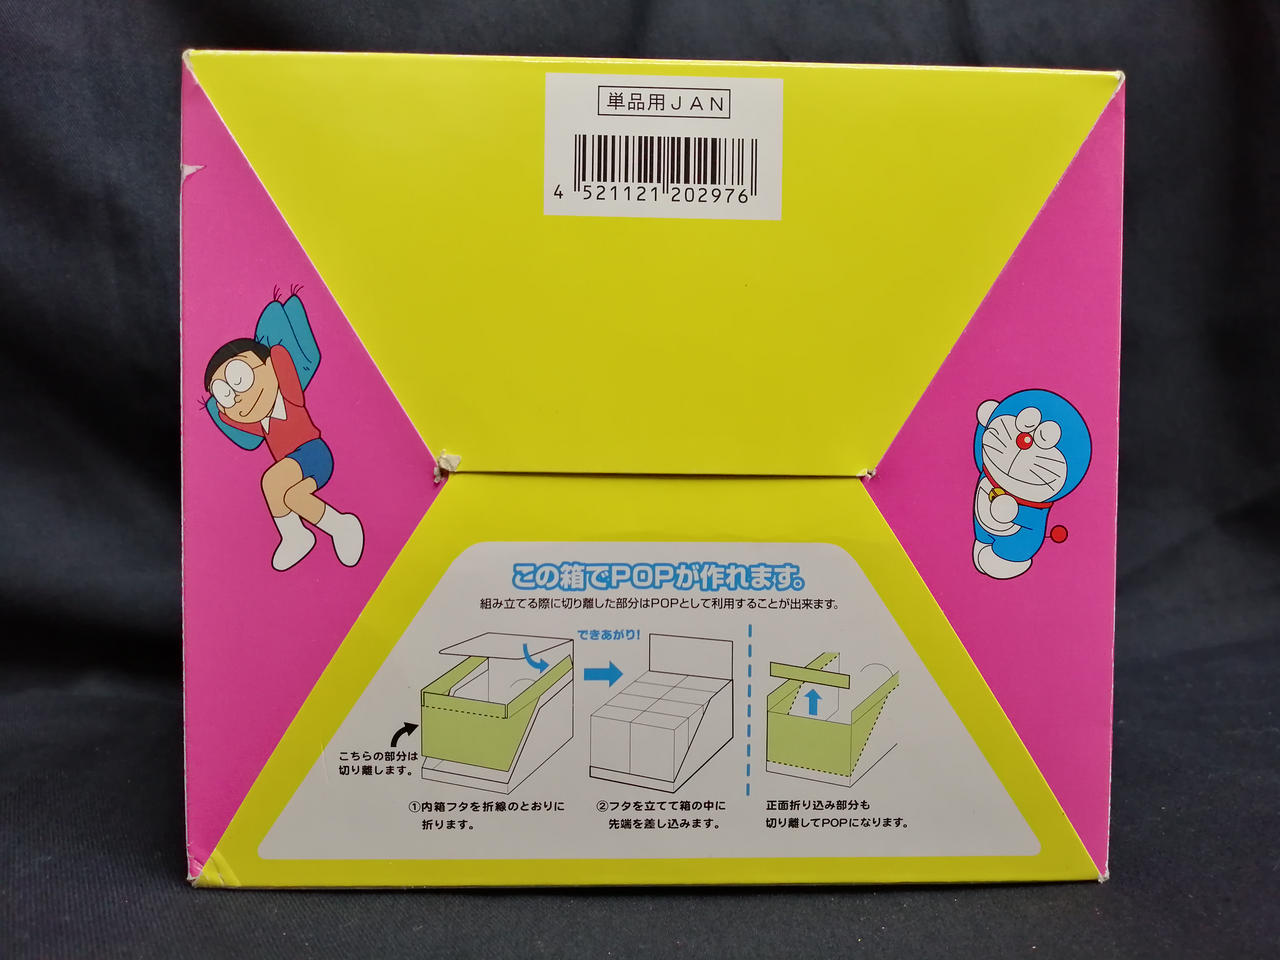 単品用JAN
4 521121 202976
この箱でPOPが作れます。
組み立てる際に切り離した部分はPOPとして利用することが出来ます。
できあがり!
こちらの部分は
切り離します。
①内箱フタを折線のとおりに
折ります。
②フタを立てて箱の中に
先端を差し込みます。
正面折り込み部分も
切り離してPOPになります。